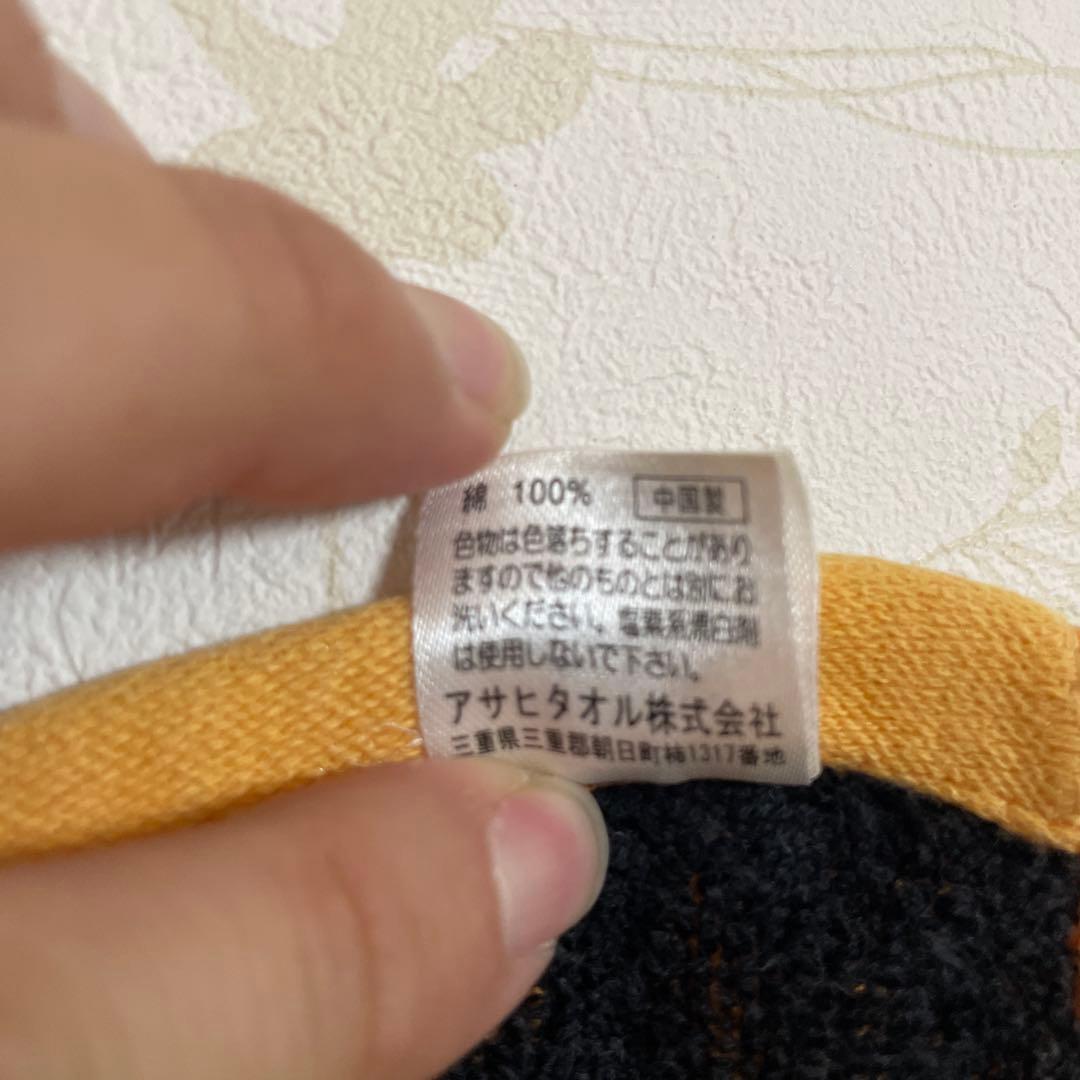 綿 100% 中国製
色物は色落ちすることがあり
ますので他のものとは別にお
洗いください。塩素系漂白剤
は使用しないで下さい。
アサヒタオル株式会社
三重県三重郡朝日町柿1317番地